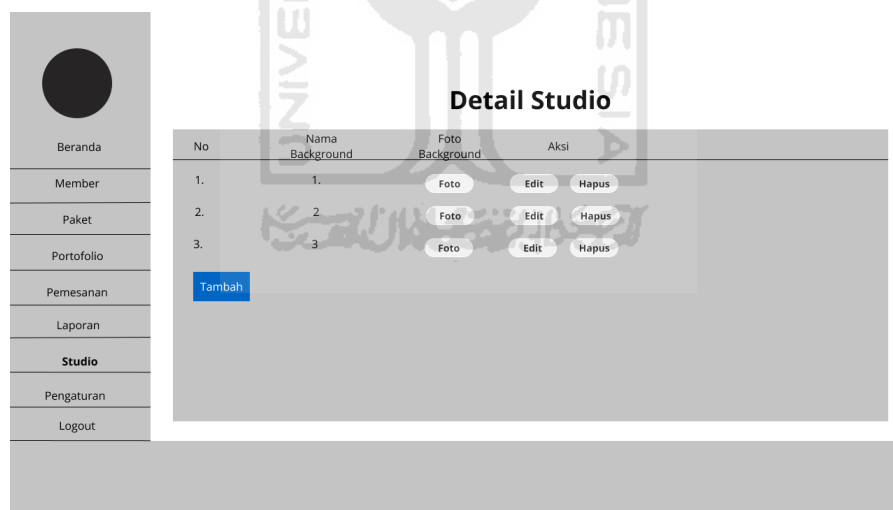 Detail Studio
Beranda
Member
Paket
Portofolio
Pemesanan
Laporan
Studio
Pengaturan
Logout
No Nama Background Foto Background Aksi
1. 1. Foto Edit Hapus
2. 2 Foto Edit Hapus
3. 3 Foto Edit Hapus
Tambah